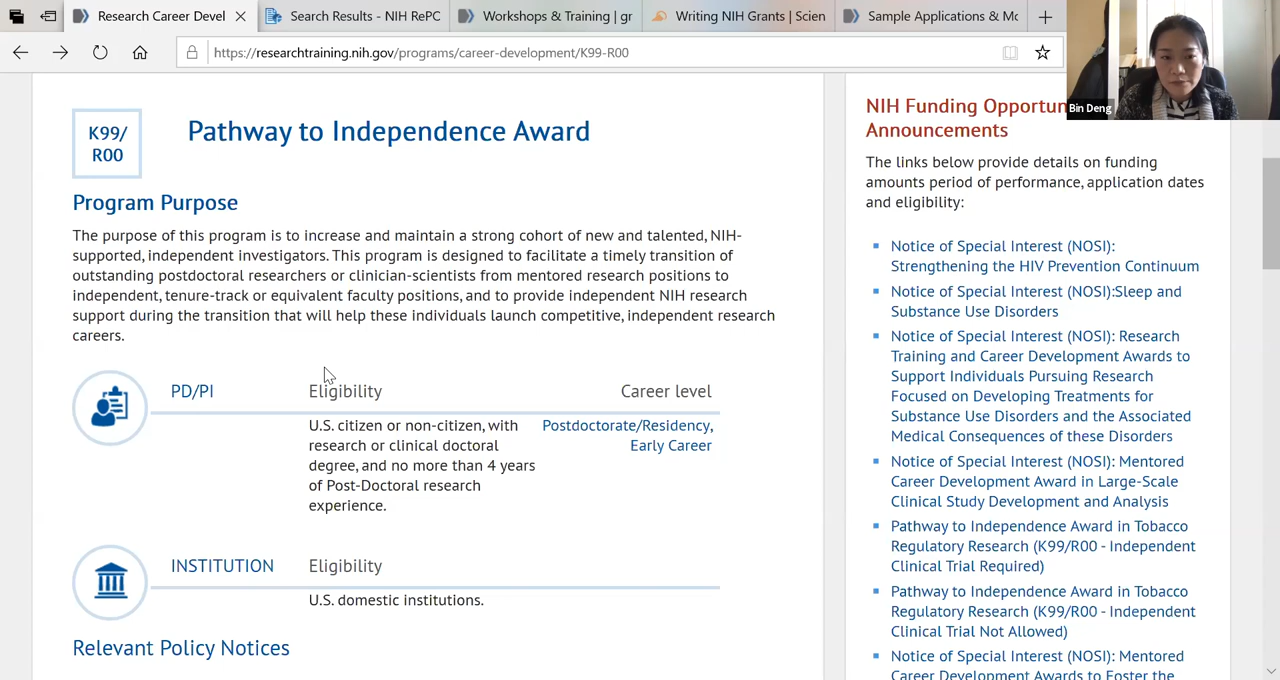 Research Career Devel
Search Results - NIH RePC
Workshops & Training | gr
Writing NIH Grants | Scien
Sample Applications & Mc
https://researchtraining.nih.gov/programs/career-development/K99-R00
Bin Deng
K99/
R00
Pathway to Independence Award
Program Purpose
The purpose of this program is to increase and maintain a strong cohort of new and talented, NIH-
supported, independent investigators. This program is designed to facilitate a timely transition of
outstanding postdoctoral researchers or clinician-scientists from mentored research positions to
independent, tenure-track or equivalent faculty positions, and to provide independent NIH research
support during the transition that will help these individuals launch competitive, independent research
careers.
PD/PI
Eligibility
Career level
U.S. citizen or non-citizen, with
research or clinical doctoral
degree, and no more than 4 years
of Post-Doctoral research
experience.
Postdoctorate/Residency,
Early Career
INSTITUTION
Eligibility
U.S. domestic institutions.
Relevant Policy Notices
NIH Funding Opportun
Announcements
The links below provide details on funding
amounts period of performance, application dates
and eligibility:
Notice of Special Interest (NOSI):
Strengthening the HIV Prevention Continuum
Notice of Special Interest (NOSI):Sleep and
Substance Use Disorders
Notice of Special Interest (NOSI): Research
Training and Career Development Awards to
Support Individuals Pursuing Research
Focused on Developing Treatments for
Substance Use Disorders and the Associated
Medical Consequences of these Disorders
Notice of Special Interest (NOSI): Mentored
Career Development Award in Large-Scale
Clinical Study Development and Analysis
Pathway to Independence Award in Tobacco
Regulatory Research (K99/R00 - Independent
Clinical Trial Required)
Pathway to Independence Award in Tobacco
Regulatory Research (K99/R00 - Independent
Clinical Trial Not Allowed)
Notice of Special Interest (NOSI): Mentored
Career Development Awards to Foster the